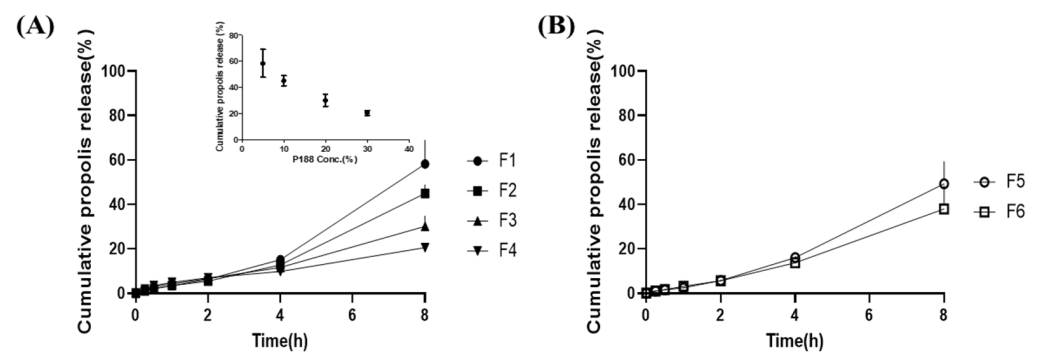 (A)
Cumulative propolis release(%)
100
80
60
40
20
0
0 2 4 6 8
Time(h)
Cumulative propolis release (%)
80
60
40
20
0
0 10 20 30 40
P188 Conc.(%)
F1
F2
F3
F4
(B)
Cumulative propolis release(%)
100
80
60
40
20
0
0 2 4 6 8
Time(h)
F5
F6